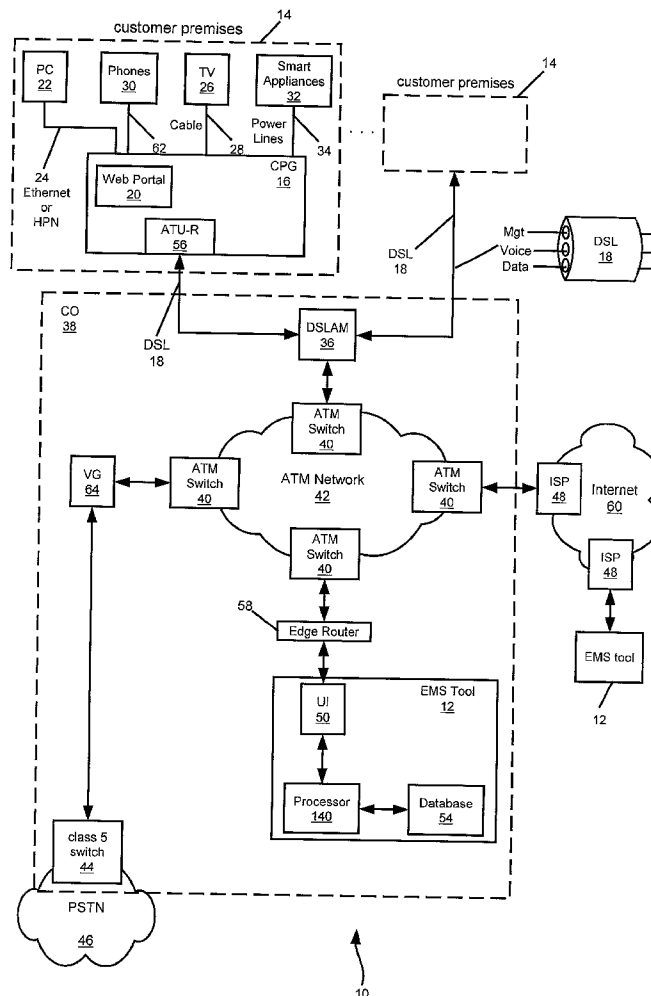 customer premises
14
PC
22
Phones
30
TV
26
Smart
Appliances
32
customer premises
14
Cable
Power
Lines
34
62
28
24
Ethernet
or
HPN
CPG
16
Web Portal
20
ATU-R
56
DSL
18
Mgt
Voice
Data
DSL
18
CO
38
DSL
18
DSLAM
36
ATM
Switch
40
VG
64
ATM
Switch
40
ATM Network
42
ATM
Switch
40
ISP
48
Internet
60
ATM
Switch
40
ISP
48
58
Edge Router
EMS tool
12
UI
50
EMS Tool
12
Processor
140
Database
54
class 5
switch
44
PSTN
46
10